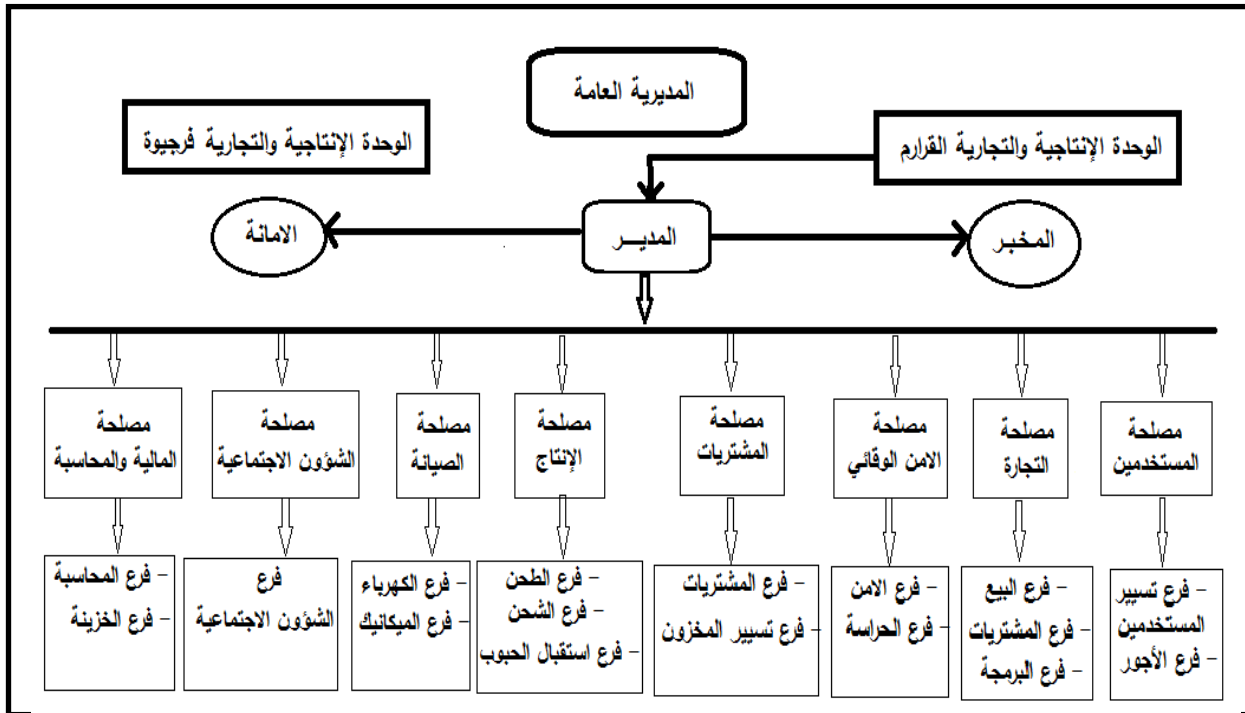 المديرية العامة
الوحدة الإنتاجية والتجارية القرارم
الوحدة الإنتاجية والتجارية فرجيوة
المخبر
المديـــر
الامانة
مصلحة
المستخدمين
مصلحة
التجارة
مصلحة
الامن الوقائي
مصلحة
المشتريات
مصلحة
الإنتاج
مصلحة
الصيانة
مصلحة
الشؤون الاجتماعية
مصلحة
المالية والمحاسبة
- فرع تسيير
المستخدمين
- فرع الأجور
- فرع البيع
- فرع المشتريات
- فرع البرمجة
- فرع الامن
- فرع الحراسة
- فرع المشتريات
- فرع تسيير المخزون
- فرع الطحن
- فرع الشحن
- فرع استقبال الحبوب
- فرع الكهرباء
- فرع الميكانيك
فرع
الشؤون الاجتماعية
- فرع المحاسبة
- فرع الخزينة